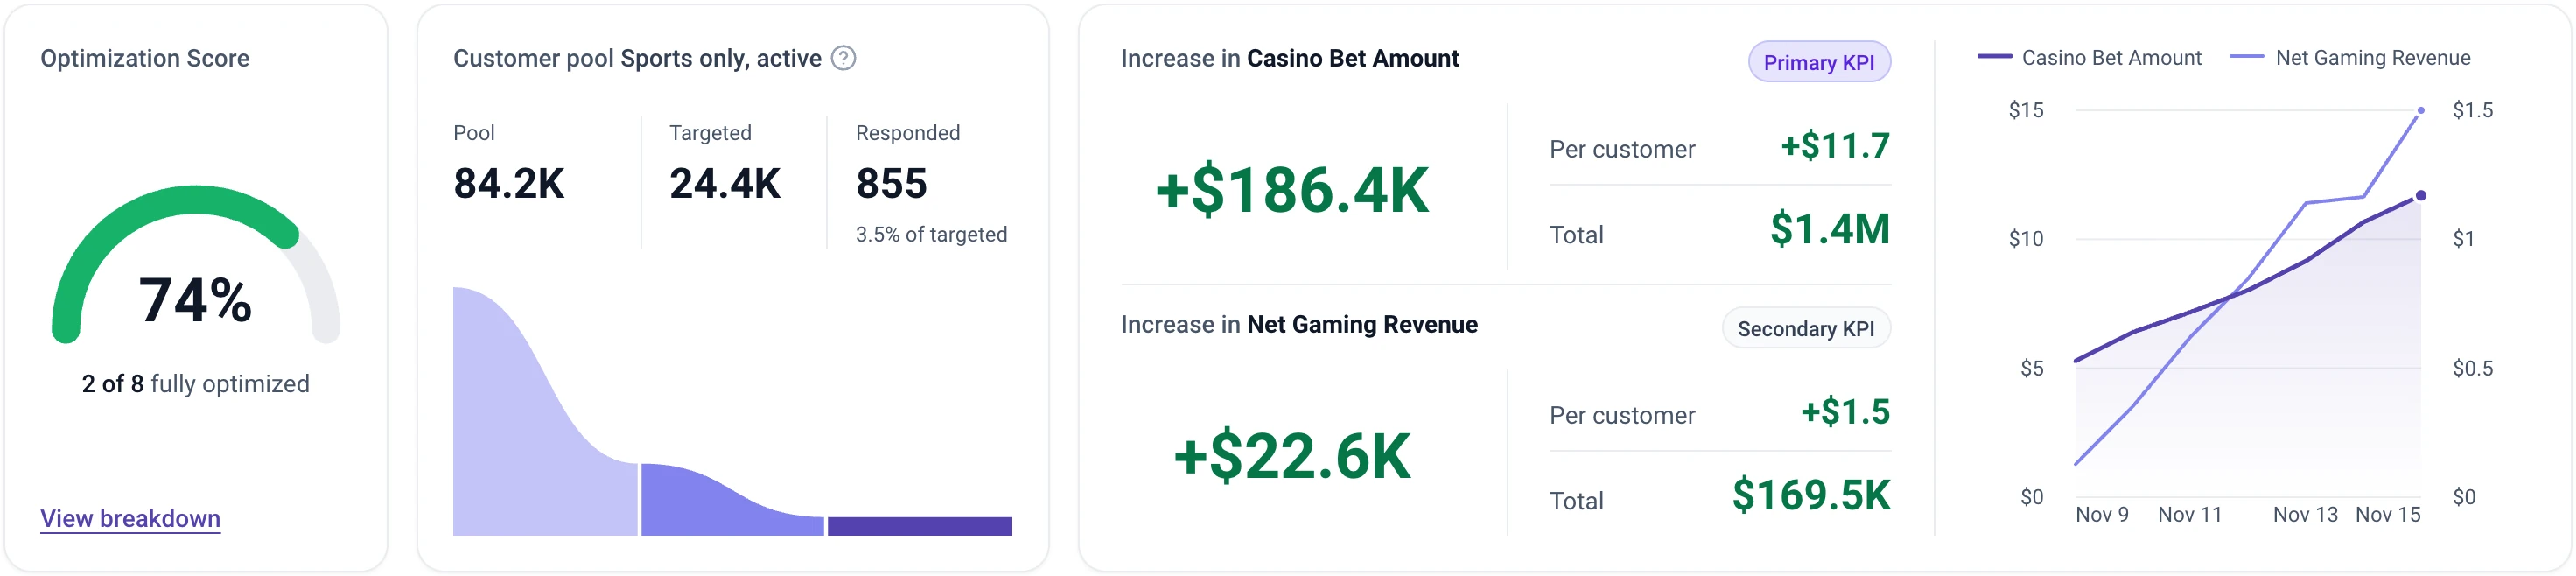 Optimization Score
74%
2 of 8 fully optimized
View breakdown
Customer pool Sports only, active ?
Pool
84.2K
Targeted
24.4K
Responded
855
3.5% of targeted
Increase in Casino Bet Amount
Primary KPI
+$186.4K
Per customer
+$11.7
Total
$1.4M
Increase in Net Gaming Revenue
Secondary KPI
+$22.6K
Per customer
+$1.5
Total
$169.5K
Casino Bet Amount
Net Gaming Revenue
$15
$10
$5
$0
$1.5
$1
$0.5
$0
Nov 9
Nov 11
Nov 13
Nov 15